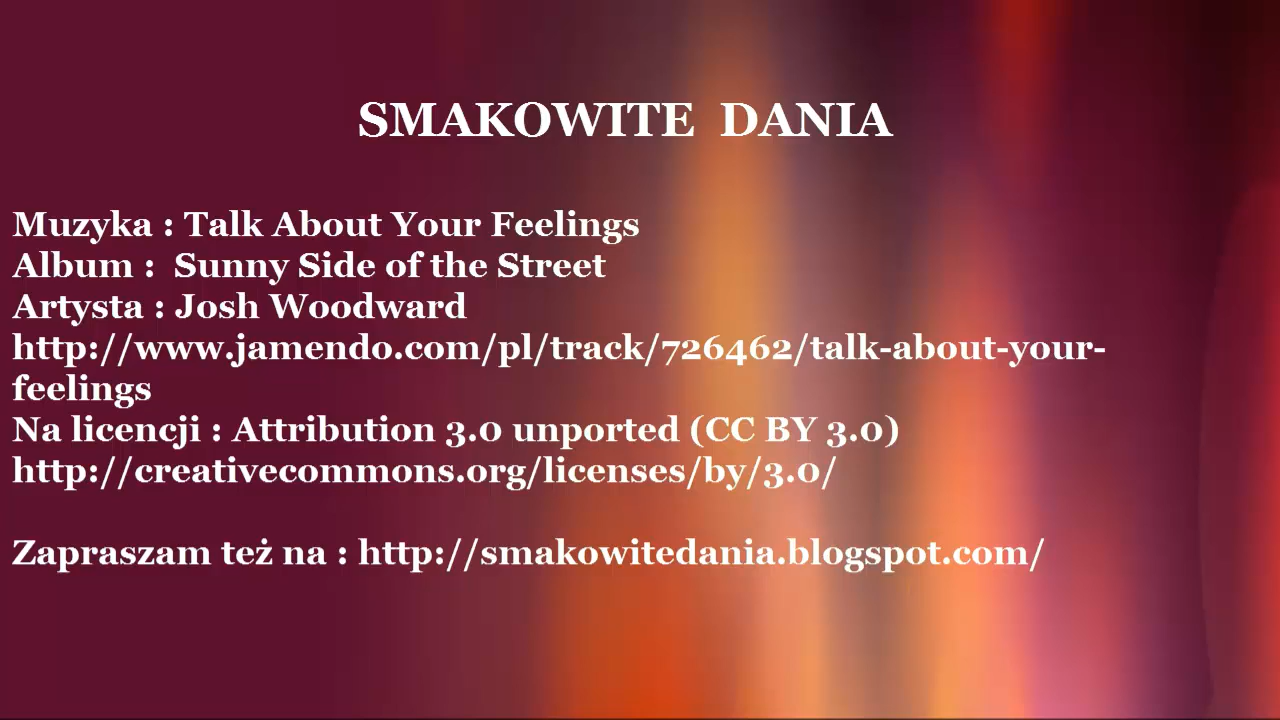 SMAKOWITE  DANIA
Muzyka : Talk About Your Feelings
Album :  Sunny Side of the Street
Artysta : Josh Woodward
http://www.jamendo.com/pl/track/726462/talk-about-your-
feelings
Na licencji : Attribution 3.0 unported (CC BY 3.0)
http://creativecommons.org/licenses/by/3.0/
Zapraszam też na : http://smakowitedania.blogspot.com/